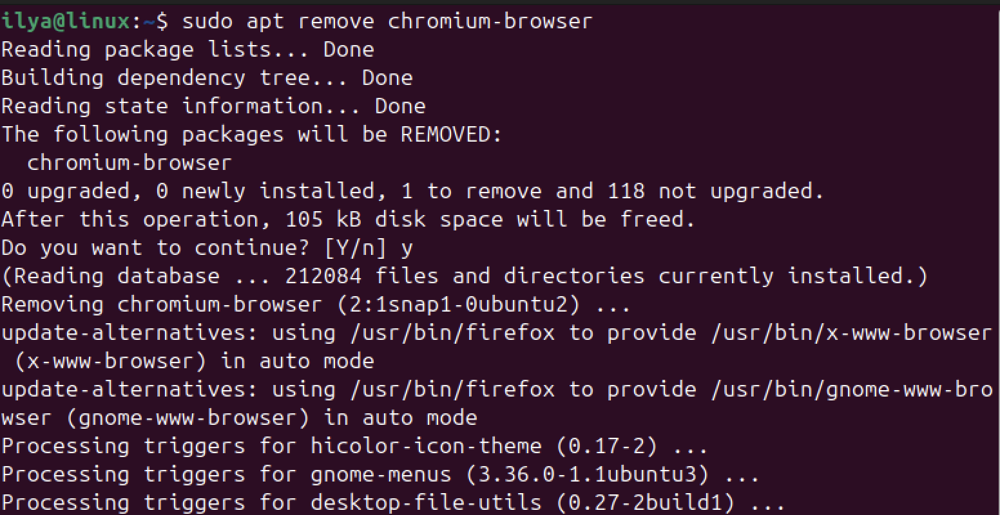 ilya@linux:~$ sudo apt remove chromium-browser
Reading package lists... Done
Building dependency tree... Done
Reading state information... Done
The following packages will be REMOVED:
  chromium-browser
0 upgraded, 0 newly installed, 1 to remove and 118 not upgraded.
After this operation, 105 kB disk space will be freed.
Do you want to continue? [Y/n] y
(Reading database ... 212084 files and directories currently installed.)
Removing chromium-browser (2:1snap1-0ubuntu2) ...
update-alternatives: using /usr/bin/firefox to provide /usr/bin/x-www-browser
 (x-www-browser) in auto mode
update-alternatives: using /usr/bin/firefox to provide /usr/bin/gnome-www-bro
wser (gnome-www-browser) in auto mode
Processing triggers for hicolor-icon-theme (0.17-2) ...
Processing triggers for gnome-menus (3.36.0-1.1ubuntu3) ...
Processing triggers for desktop-file-utils (0.27-2build1) ...